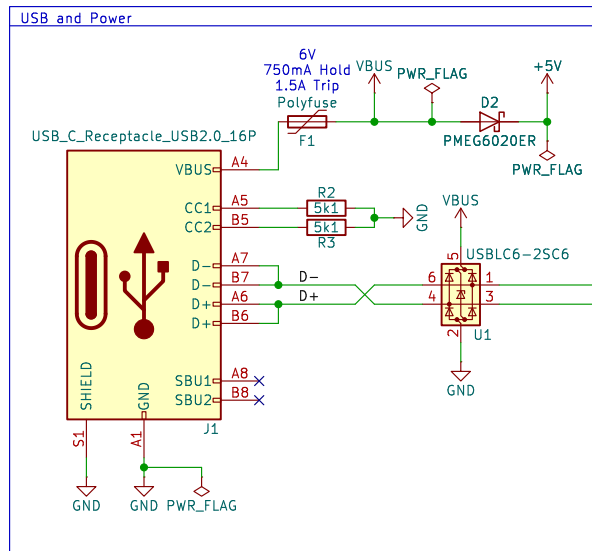 USB and Power
6V
750mA Hold
1.5A Trip
Polyfuse
F1
VBUS
PWR_FLAG
D2
PMEG6020ER
+5V
PWR_FLAG
USB_C_Receptacle_USB2.0_16P
VBUS A4
CC1 A5
CC2 B5
R2
5k1
5k1
R3
GND
D- A7
D- B7 D-
D+ A6 D+
D+ B6
VBUS
USBLC6-2SC6
5
6 1
4 3
2
U1
GND
SBU1 A8
SBU2 B8
SHIELD
GND
J1
S1
A1
GND
GND
PWR_FLAG